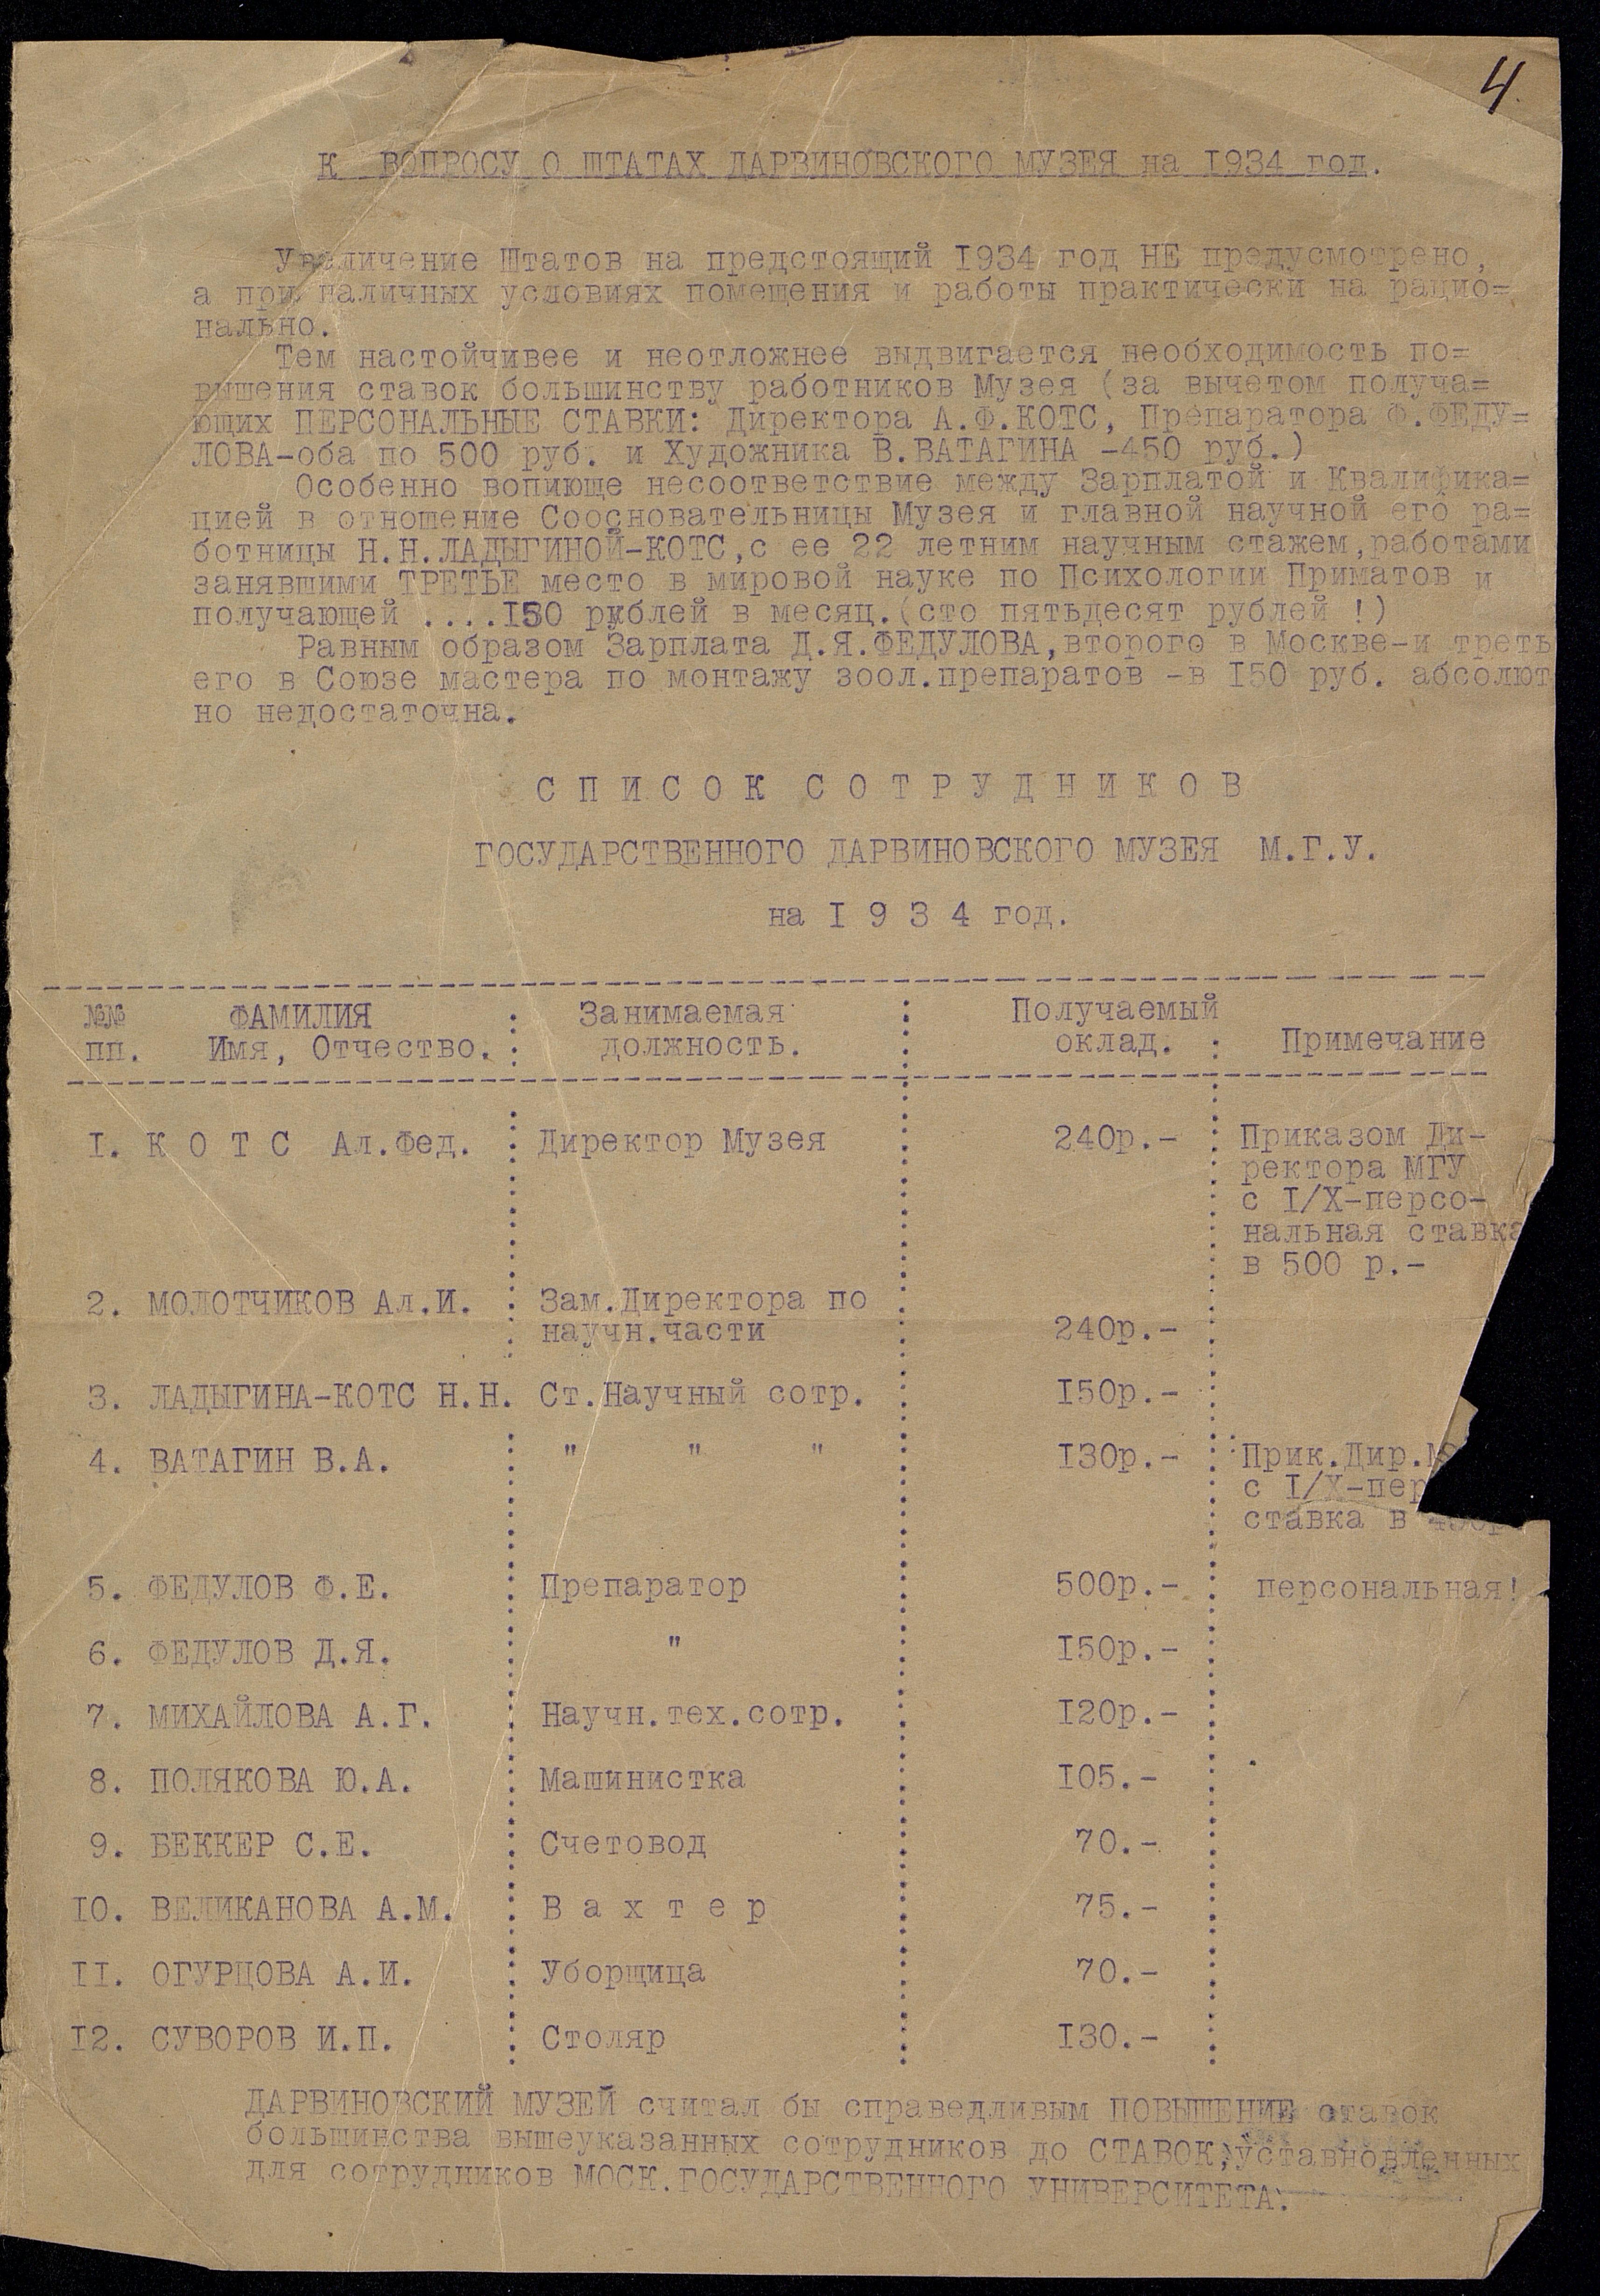 4.
К ВОПРОСУ О ШТАТАХ ДАРВИНОВСКОГО МУЗЕЯ на 1934 год.
Увеличение Штатов на предстоящий 1934 год НЕ предусмотрено,
а при наличных условиях помещения и работы практически на рацио=
нально.
Тем настойчивее и неотложнее выдвигается необходимость по=
вышения ставок большинству работников Музея (за вычетом получа=
ющих ПЕРСОНАЛЬНЫЕ СТАВКИ: Директора А.Ф.КОТС, Препаратора Ф.ФЕДУ=
ЛОВА-оба по 500 руб. и Художника В.ВАТАГИНА -450 руб.)
Особенно вопиюще несоответствие между Зарплатой и Квалифика=
цией в отношение Соосновательницы Музея и главной научной его ра=
ботницы Н.Н.ЛАДЫГИНОЙ-КОТС,с ее 22 летним научным стажем,работами
занявшими ТРЕТЬЕ место в мировой науке по Психологии Приматов и
получающей ....150 рублей в месяц.(сто пятьдесят рублей !)
Равным образом Зарплата Д.Я.ФЕДУЛОВА,второго в Москве-и треть
его в Союзе мастера по монтажу зоол.препаратов -в 150 руб. абсолют
но недостаточна.
С П И С О К С О Т Р У Д Н И К О В
ГОСУДАРСТВЕННОГО ДАРВИНОВСКОГО МУЗЕЯ М.Г.У.
на 1 9 3 4 год.
№№ ФАМИЛИЯ : Занимаемая : Получаемый
пп. Имя, Отчество. : должность. оклад. : Примечание
1. К О Т С Ал.Фед. : Директор Музея 240р.- : Приказом Ди-
ректора МГУ
с I/X-персо-
нальная ставка
в 500 р.-
2. МОЛОТЧИКОВ Ал.И. : Зам.Директора по
научн.части 240р.-
3. ЛАДЫГИНА-КОТС Н.Н. Ст.Научный сотр. 150р.-
4. ВАТАГИН В.А. " " " 130р.- Прик.Дир.
с I/X-пер
ставка в 450р.
5. ФЕДУЛОВ Ф.Е. Препаратор 500р.- персональная!
6. ФЕДУЛОВ Д.Я. " 150р.-
7. МИХАЙЛОВА А.Г. Научн.тех.сотр. 120р.-
8. ПОЛЯКОВА Ю.А. Машинистка 105.-
9. БЕККЕР С.Е. Счетовод 70.-
10. ВЕЛИКАНОВА А.М. В а х т е р 75.-
11. ОГУРЦОВА А.И. Уборщица 70.-
12. СУВОРОВ И.П. Столяр 130.-
ДАРВИНОВСКИЙ МУЗЕЙ считал бы справедливым ПОВЫШЕНИЕ ставок
большинства вышеуказанных сотрудников до СТАВОК,уставновленных
для сотрудников МОСК.ГОСУДАРСТВЕННОГО УНИВЕРСИТЕТА.